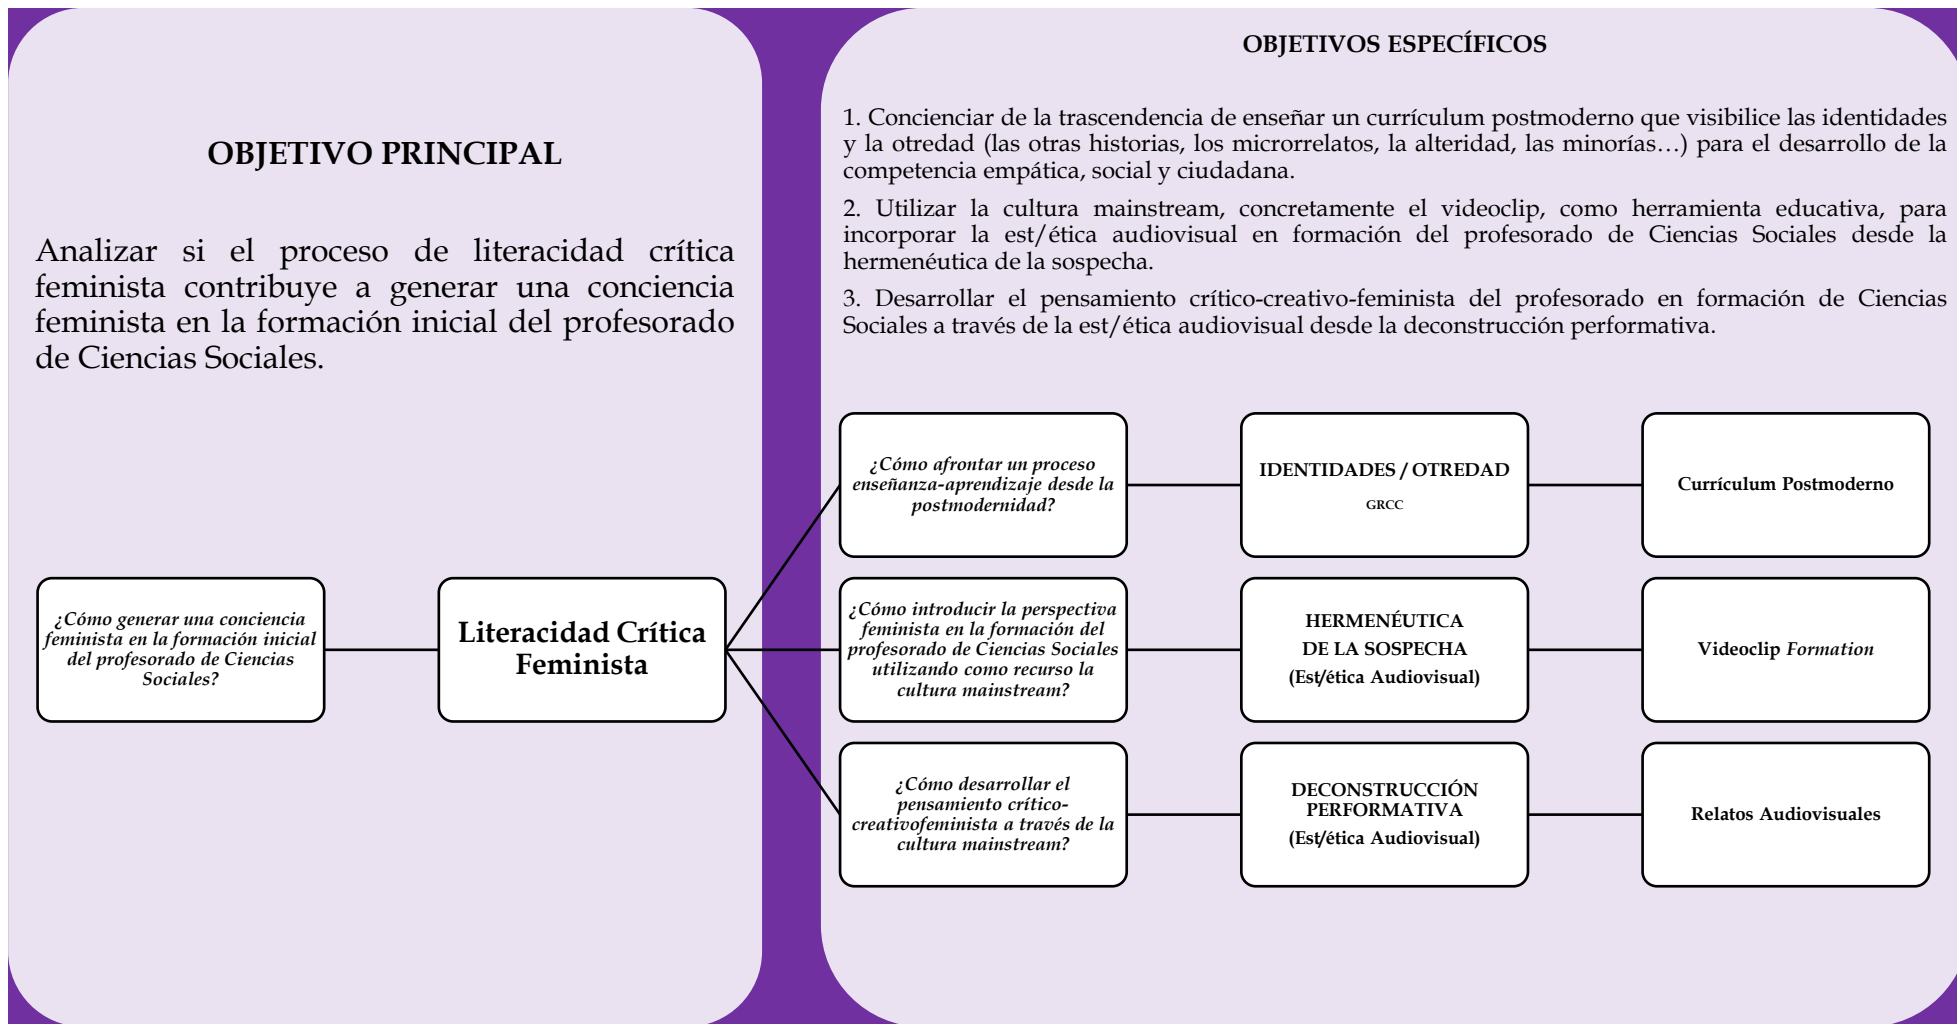 OBJETIVO PRINCIPAL
Analizar si el proceso de literacidad crítica
feminista contribuye a generar una conciencia
feminista en la formación inicial del profesorado
de Ciencias Sociales.
OBJETIVOS ESPECÍFICOS
1. Concienciar de la trascendencia de enseñar un currículum postmoderno que visibilice las identidades
y la otredad (las otras historias, los microrrelatos, la alteridad, las minorías…) para el desarrollo de la
competencia empática, social y ciudadana.
2. Utilizar la cultura mainstream, concretamente el videoclip, como herramienta educativa, para
incorporar la est/ética audiovisual en formación del profesorado de Ciencias Sociales desde la
hermenéutica de la sospecha.
3. Desarrollar el pensamiento crítico-creativo-feminista del profesorado en formación de Ciencias
Sociales a través de la est/ética audiovisual desde la deconstrucción performativa.
¿Cómo generar una conciencia
feminista en la formación inicial
del profesorado de Ciencias
Sociales?
Literacidad Crítica
Feminista
¿Cómo afrontar un proceso
enseñanza-aprendizaje desde la
postmodernidad?
IDENTIDADES / OTREDAD
GRCC
Currículum Postmoderno
¿Cómo introducir la perspectiva
feminista en la formación del
profesorado de Ciencias Sociales
utilizando como recurso la
cultura mainstream?
HERMENÉUTICA
DE LA SOSPECHA
(Est/ética Audiovisual)
Videoclip Formation
¿Cómo desarrollar el
pensamiento crítico-
creativofeminista a través de la
cultura mainstream?
DECONSTRUCCIÓN
PERFORMATIVA
(Est/ética Audiovisual)
Relatos Audiovisuales